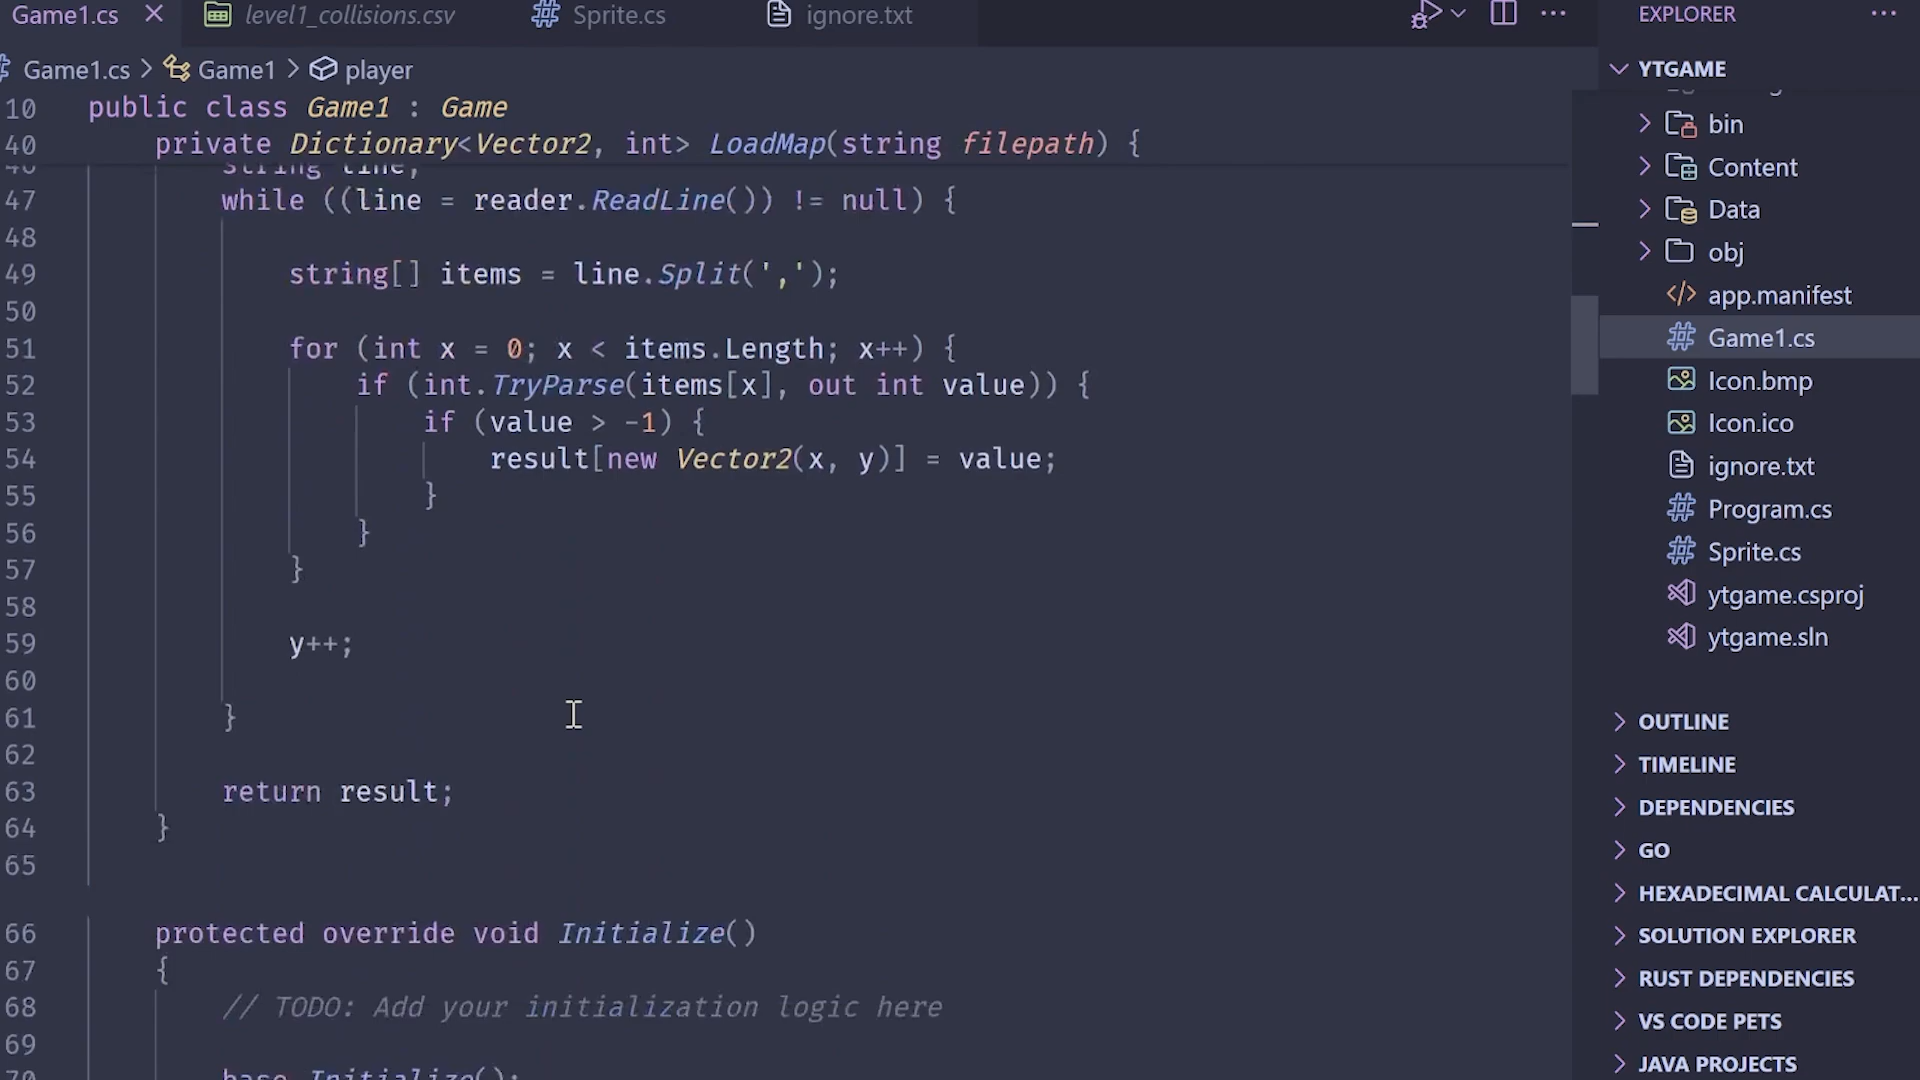 Game1.cs
level1_collisions.csv
Sprite.cs
ignore.txt
Game1.cs > Game1 > player
10 public class Game1 : Game
40 private Dictionary<Vector2, int> LoadMap(string filepath) {
46 string line;
47 while ((line = reader.ReadLine()) != null) {
48
49 string[] items = line.Split(',');
50
51 for (int x = 0; x < items.Length; x++) {
52 if (int.TryParse(items[x], out int value)) {
53 if (value > -1) {
54 result[new Vector2(x, y)] = value;
55 }
56 }
57 }
58
59 y++;
60
61 }
62
63 return result;
64 }
65
66 protected override void Initialize()
67 {
68 // TODO: Add your initialization logic here
69
70 base.Initialize();
EXPLORER
YTGAME
bin
Content
Data
obj
app.manifest
Game1.cs
Icon.bmp
Icon.ico
ignore.txt
Program.cs
Sprite.cs
ytgame.csproj
ytgame.sln
OUTLINE
TIMELINE
DEPENDENCIES
GO
HEXADECIMAL CALCULAT...
SOLUTION EXPLORER
RUST DEPENDENCIES
VS CODE PETS
JAVA PROJECTS